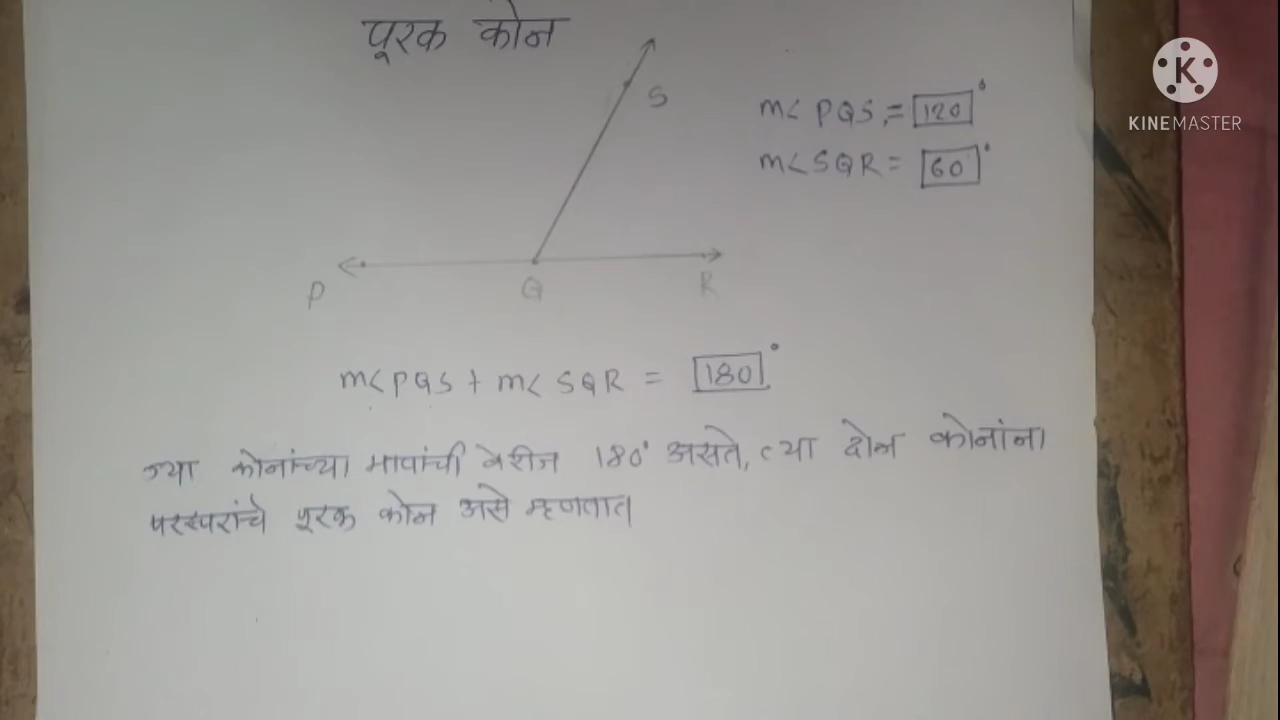 पूरक कोन
S
m< PQS = 120°
m< SQR = 60°
P Q R
m< PQS + m< SQR = 180°
ज्या कोनांच्या मापांची बेरीज 180° असते, त्या दोन कोनांना
परस्परांचे पूरक कोन असे म्हणतात।
K
KINEMASTER